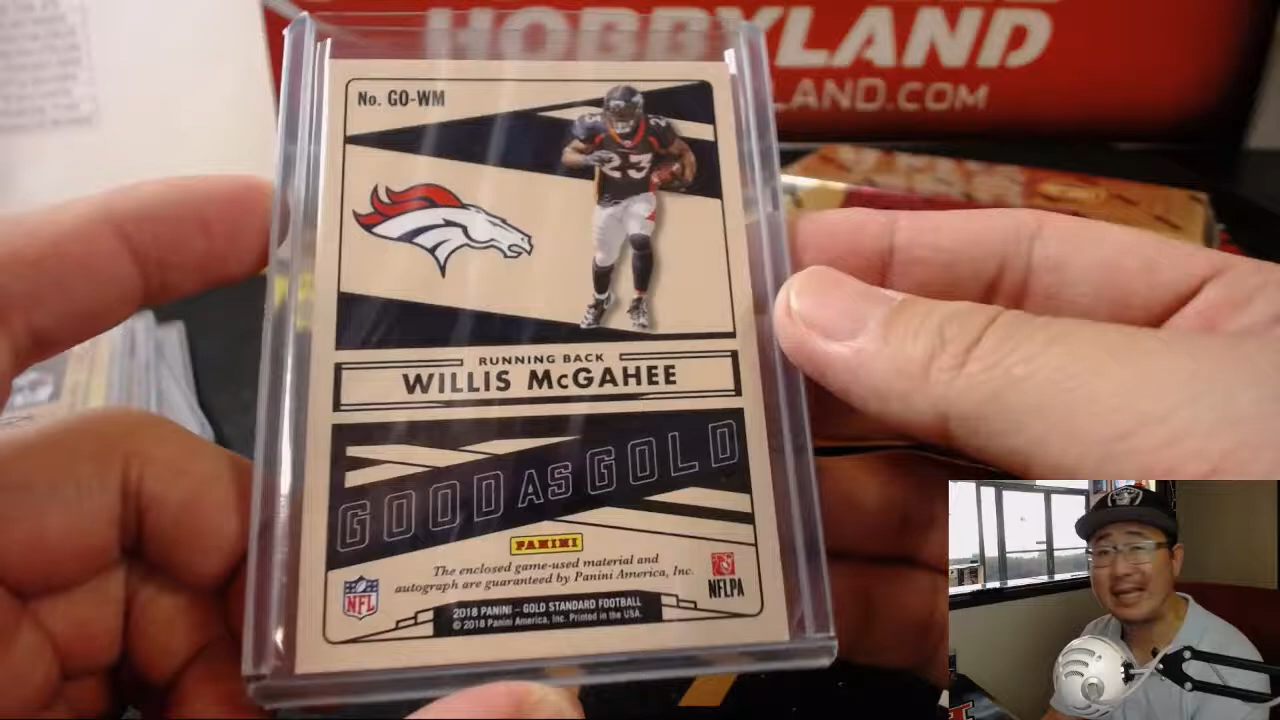 HOBBYLAND
LAND.COM
No. GO-WM
23
23
RUNNING BACK
WILLIS McGAHEE
GOOD AS GOLD
PANINI
The enclosed game-used material and
autograph are guaranteed by Panini America, Inc.
NFL
NFLPA
2018 PANINI – GOLD STANDARD FOOTBALL
© 2018 Panini America, Inc. Printed in the USA.